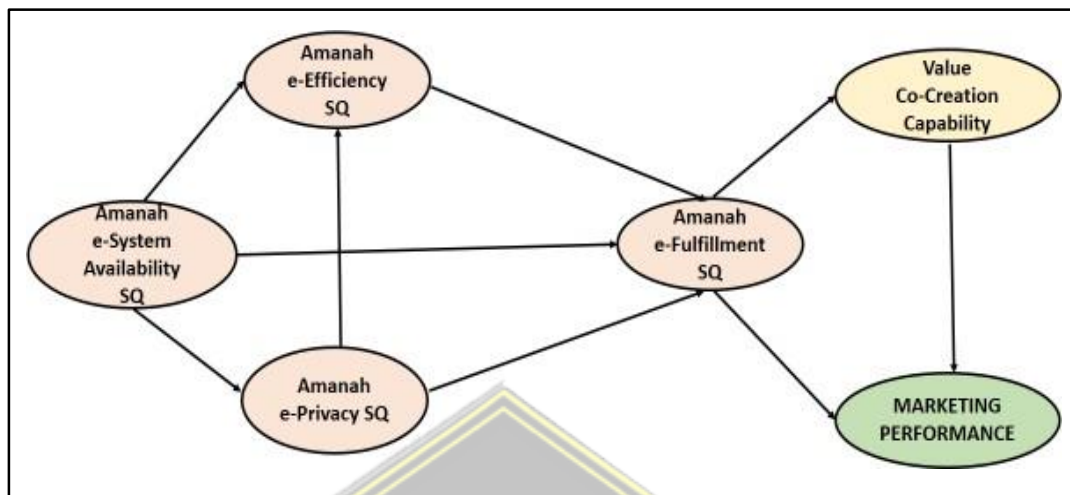 Amanah
e-Efficiency
SQ
Value
Co-Creation
Capability
Amanah
e-System
Availability
SQ
Amanah
e-Fulfillment
SQ
Amanah
e-Privacy SQ
MARKETING
PERFORMANCE